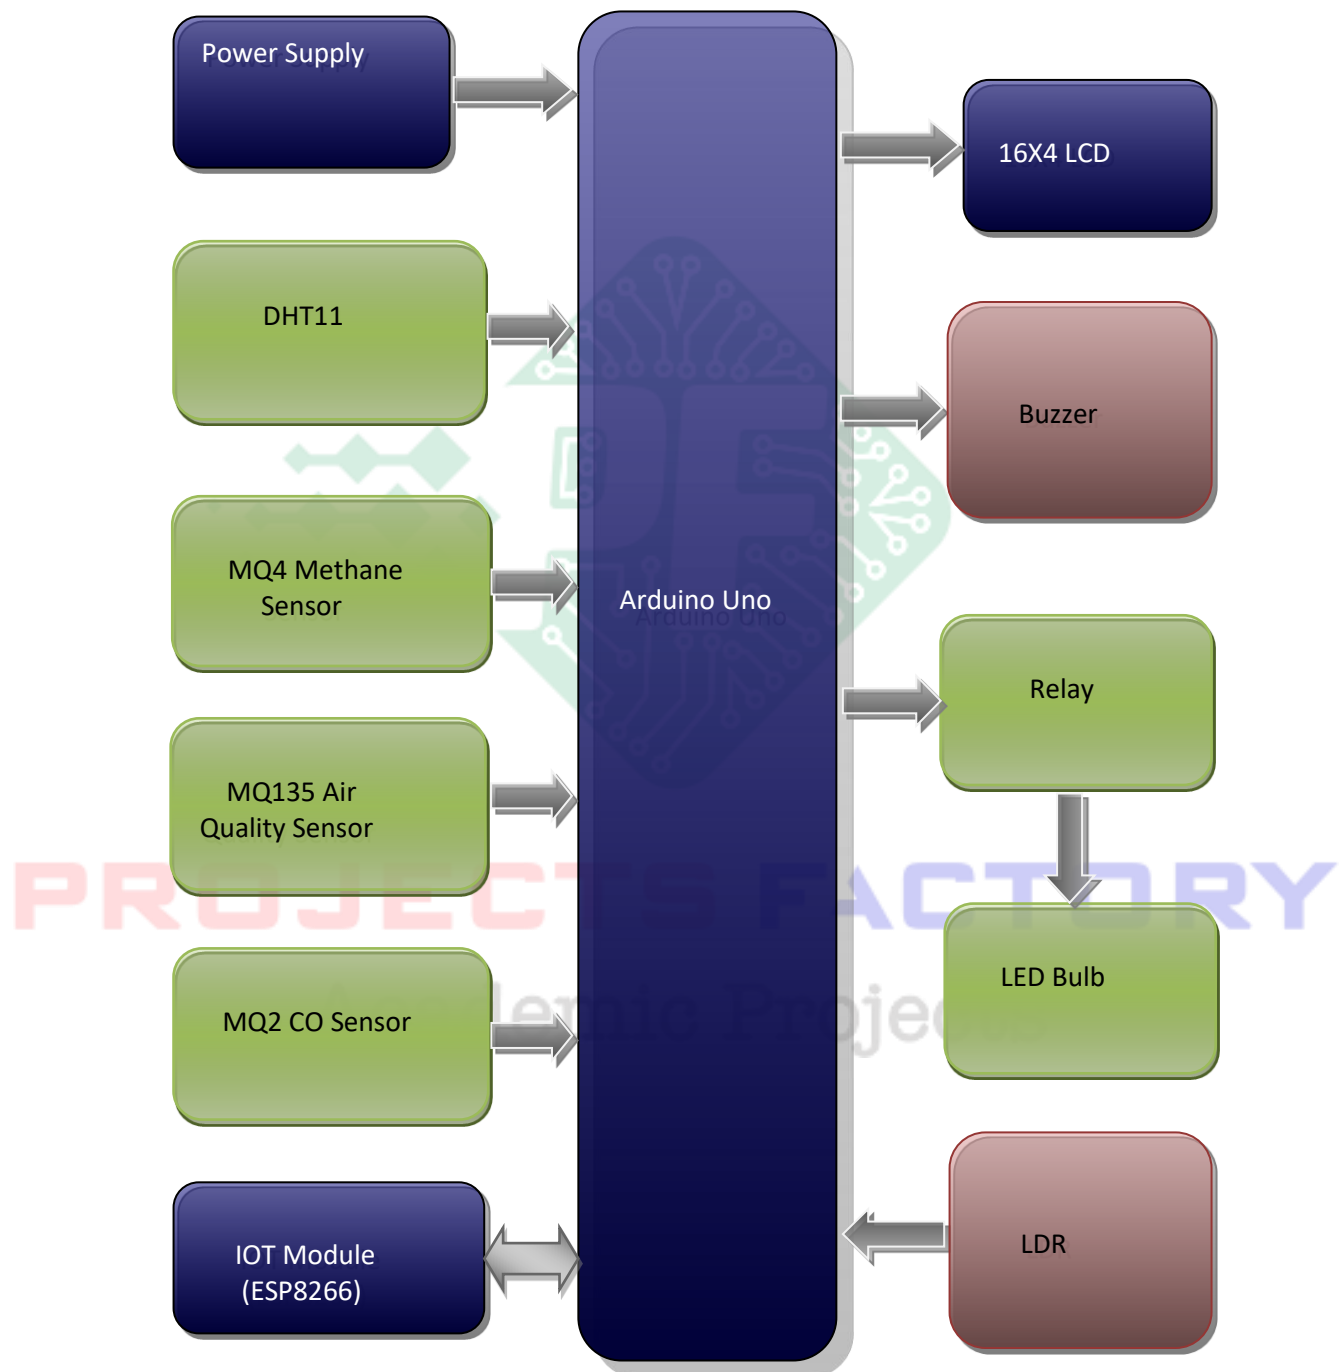 Power Supply
16X4 LCD
DHT11
Buzzer
MQ4 Methane
Sensor
Arduino Uno
Relay
MQ135 Air
Quality Sensor
PROJECTS FACTORY
LED Bulb
MQ2 CO Sensor
Projects
IOT Module
(ESP8266)
LDR